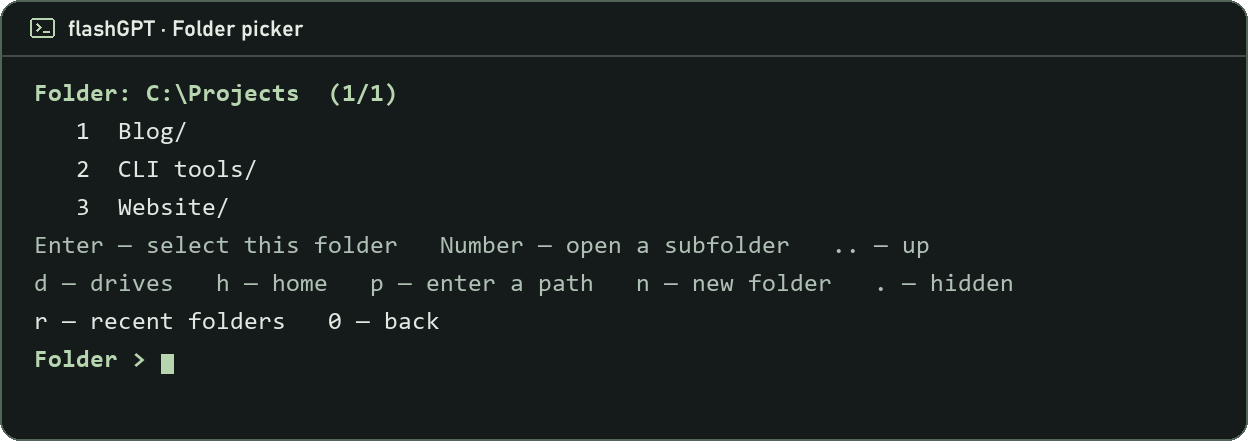 flashGPT · Folder picker
Folder: C:\Projects  (1/1)
   1  Blog/
   2  CLI tools/
   3  Website/
Enter — select this folder   Number — open a subfolder   .. — up
d — drives   h — home   p — enter a path   n — new folder   . — hidden
r — recent folders   0 — back
Folder >